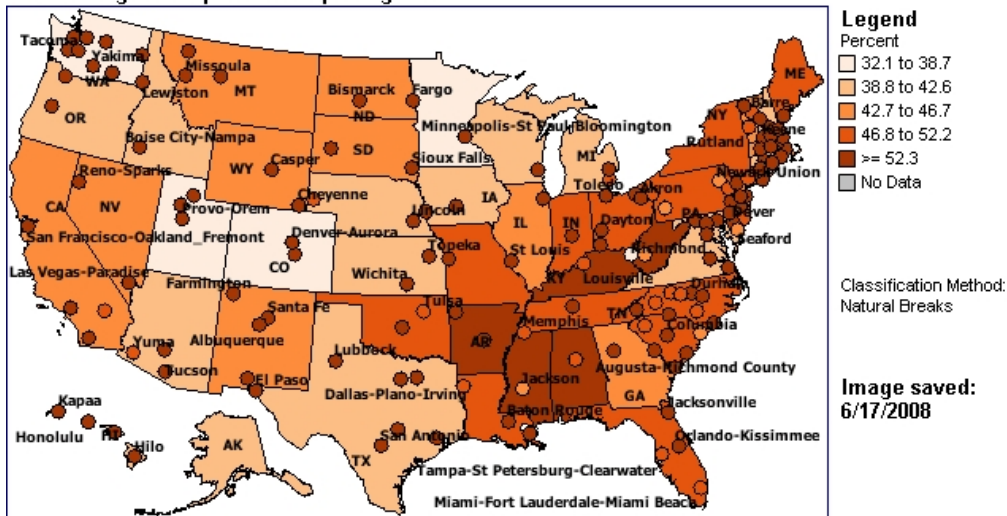 Legend
Percent
32.1 to 38.7
38.8 to 42.6
42.7 to 46.7
46.8 to 52.2
>= 52.3
No Data
Classification Method:
Natural Breaks
Image saved:
6/17/2008
Tacoma
Yakima
WA
Missoula
Lewiston
MT
Bismarck
Fargo
ND
ME
Barre
NY
Keene
OR
Boise City-Nampa
Minneapolis-St Paul-Bloomington
MI
Rutland
WY
Casper
SD
Sioux Falls
Newark Union
Reno-Sparks
Cheyenne
IA
Toledo
Akron
CA
NV
Provo-Orem
Lincoln
IL
IN
Dayton
PA
Dover
San Francisco-Oakland_Fremont
Denver-Aurora
CO
Topeka
St Louis
Richmond
Seaford
Las Vegas-Paradise
Wichita
KY
Louisville
Farmington
Durham
Santa Fe
Tulsa
TN
Yuma
Albuquerque
Memphis
Columbia
AR
Lubbock
Tucson
El Paso
Dallas-Plano-Irving
Jackson
Augusta-Richmond County
GA
Kapaa
Baton Rouge
Jacksonville
Honolulu
HI
Hilo
AK
San Antonio
TX
Orlando-Kissimmee
Tampa-St Petersburg-Clearwater
Miami-Fort Lauderdale-Miami Beach